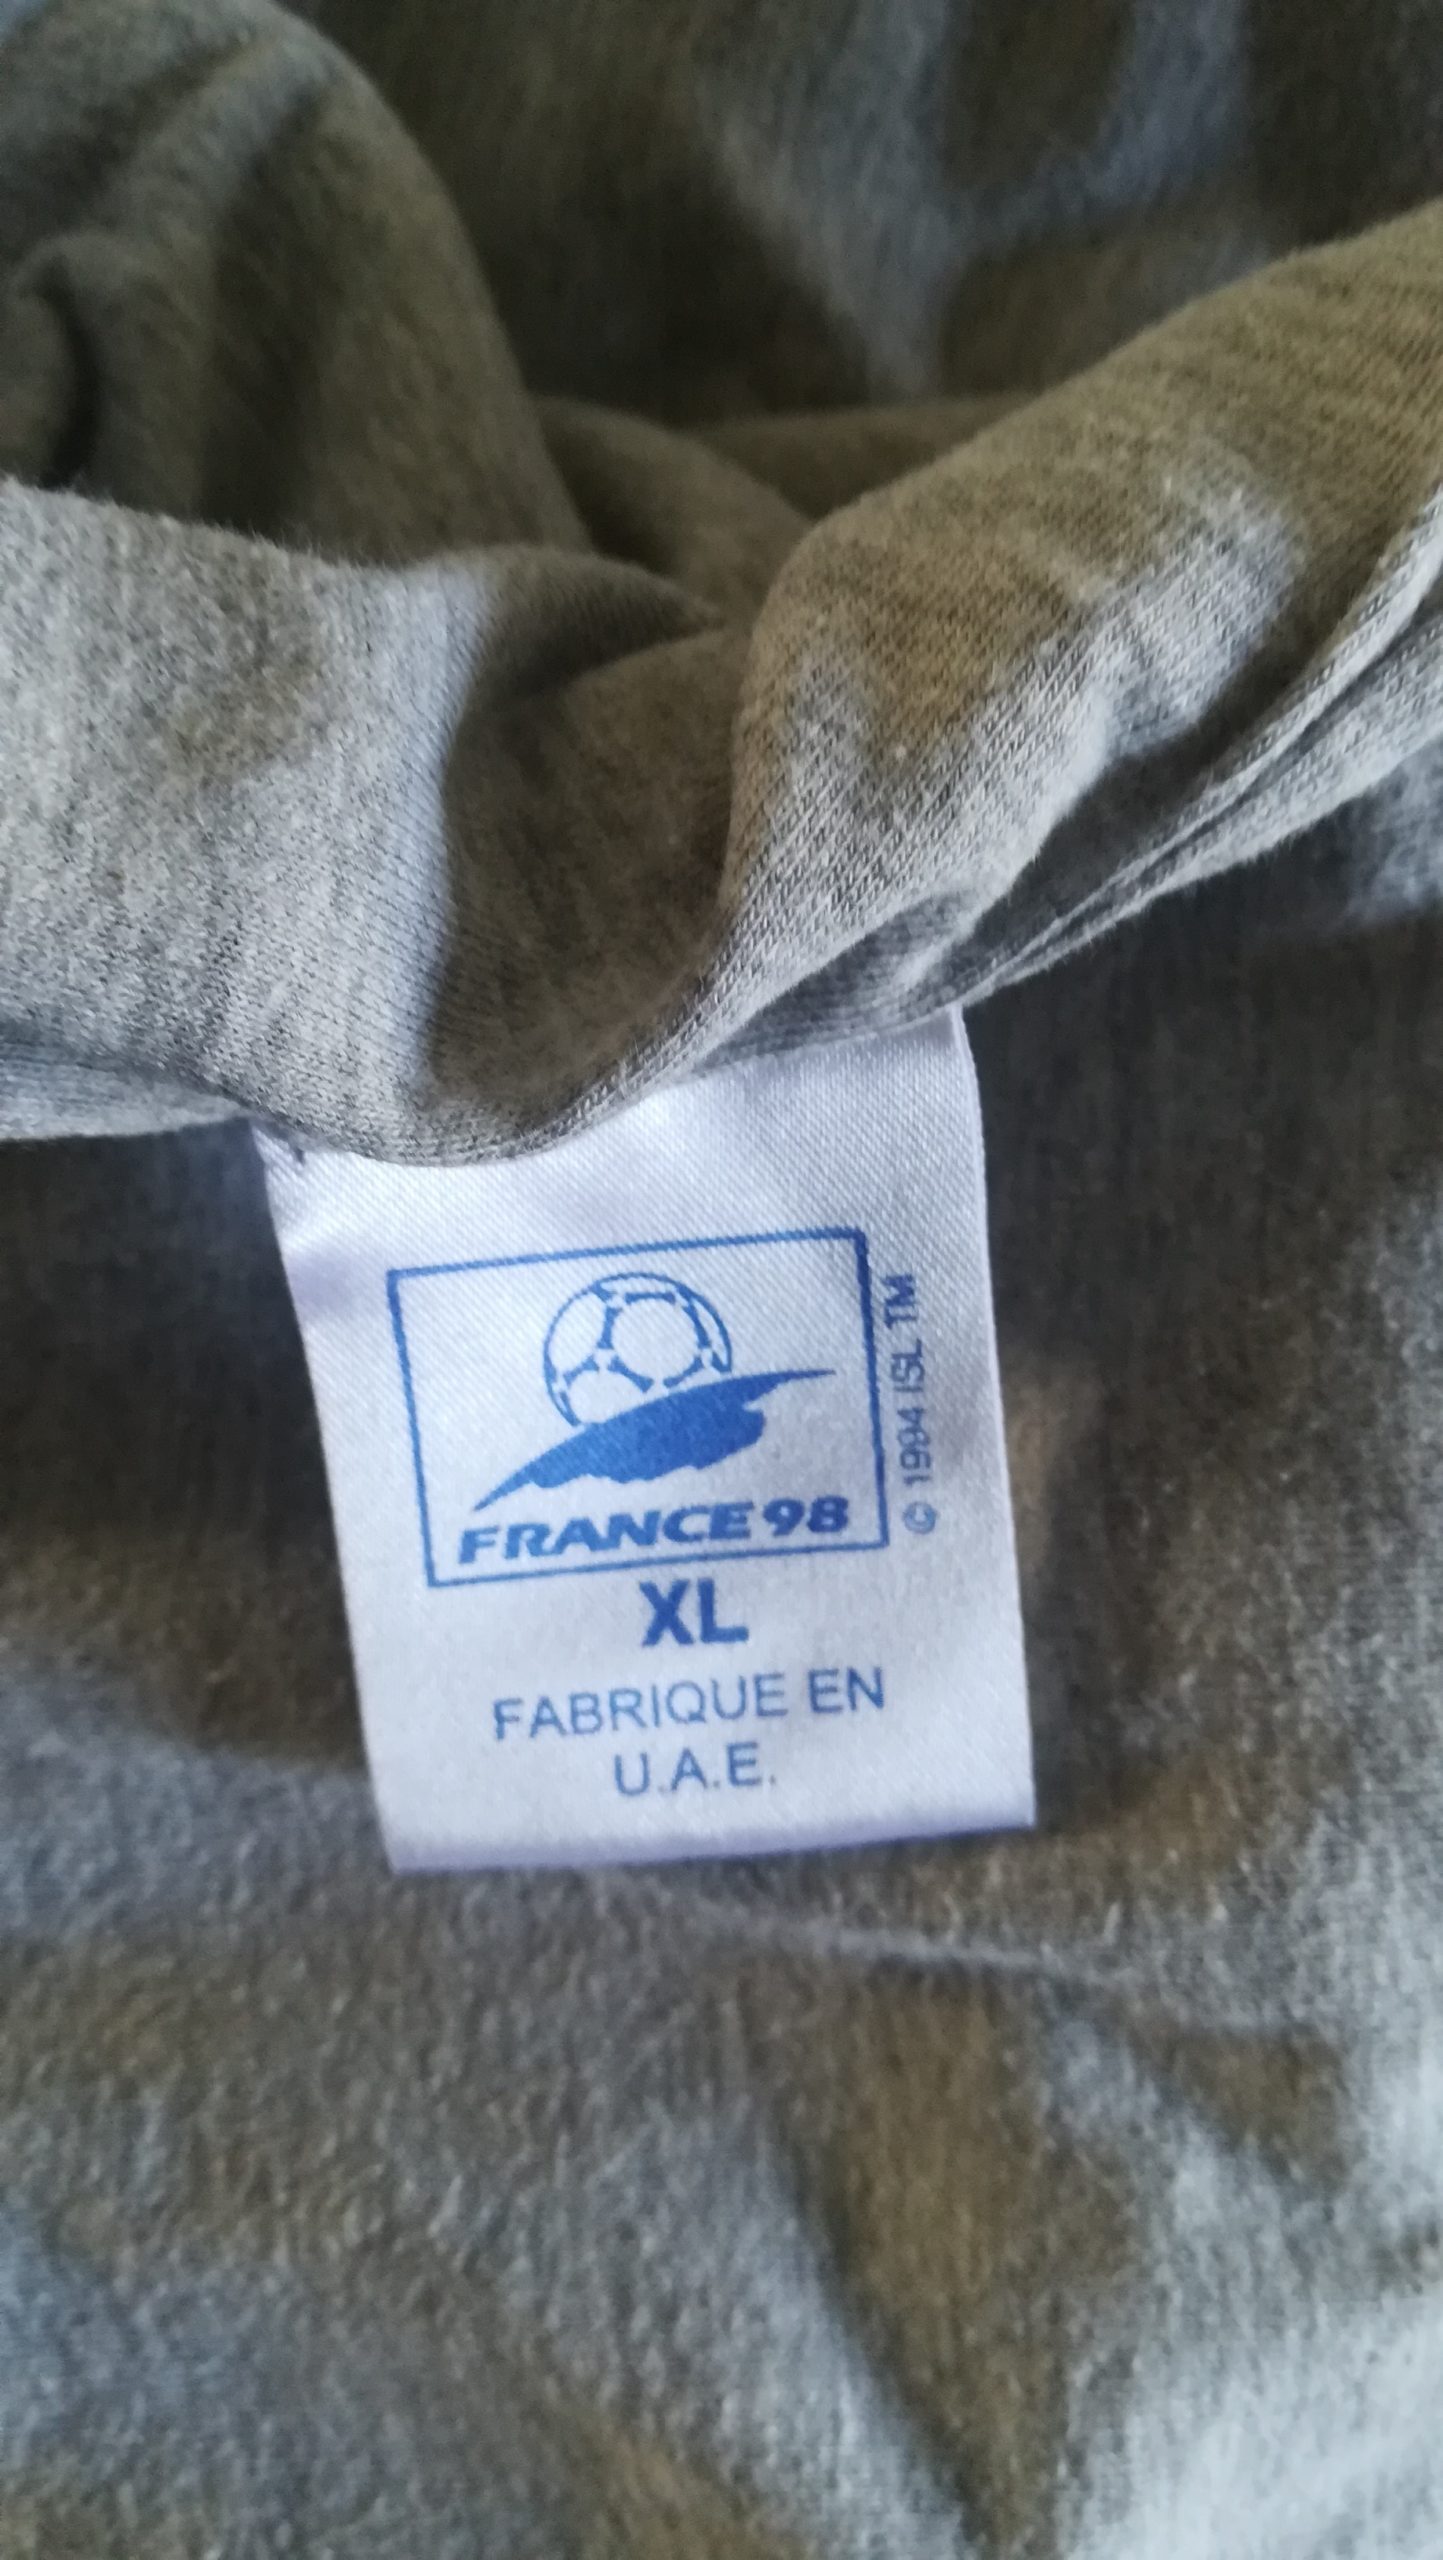 FRANCE 98
© 1994 ISL TM
XL
FABRIQUE EN
U.A.E.